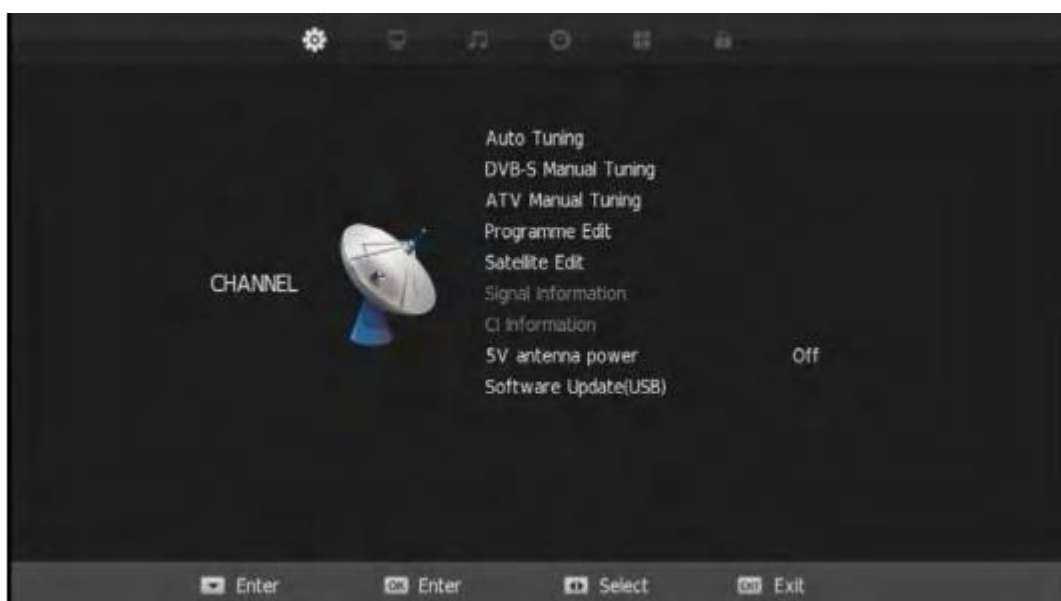 Auto Tuning
DVB-S Manual Tuning
ATV Manual Tuning
Programme Edit
Satellite Edit
CHANNEL
Signal Information
CI Information
5V antenna power Off
Software Update(USB)
Enter OK Enter Select EXIT Exit